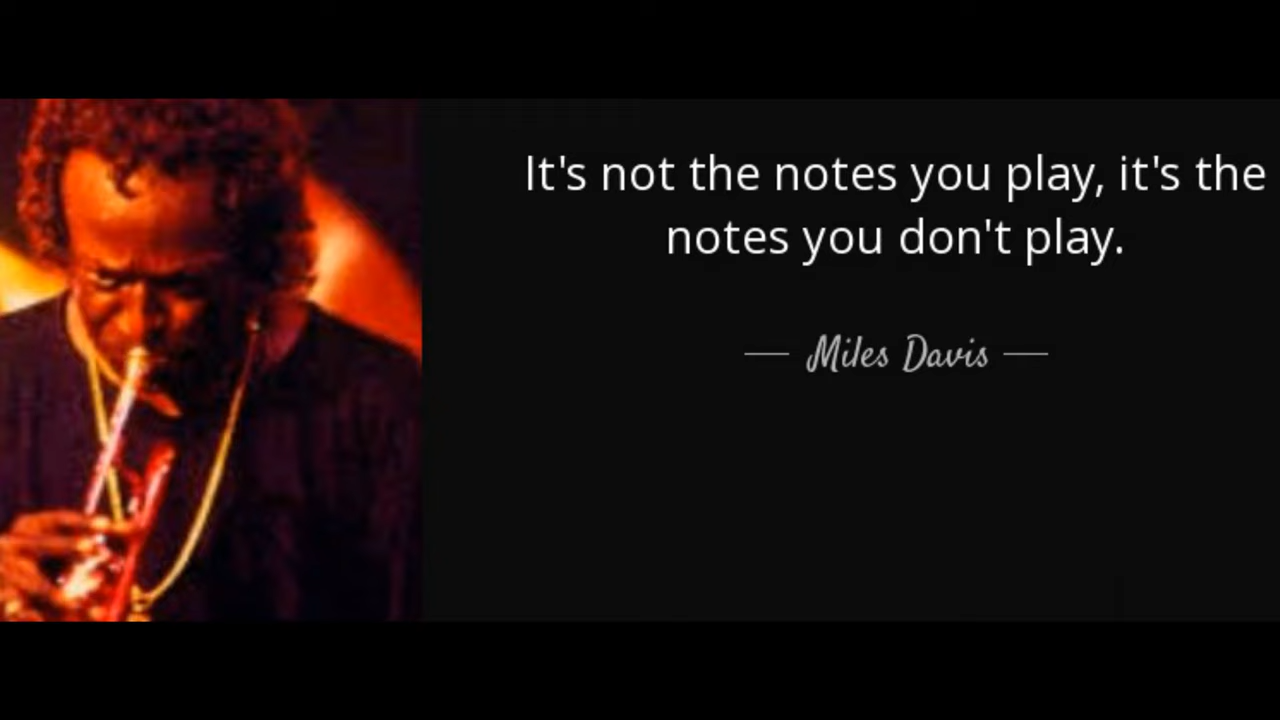 It's not the notes you play, it's the
notes you don't play.
— Miles Davis —